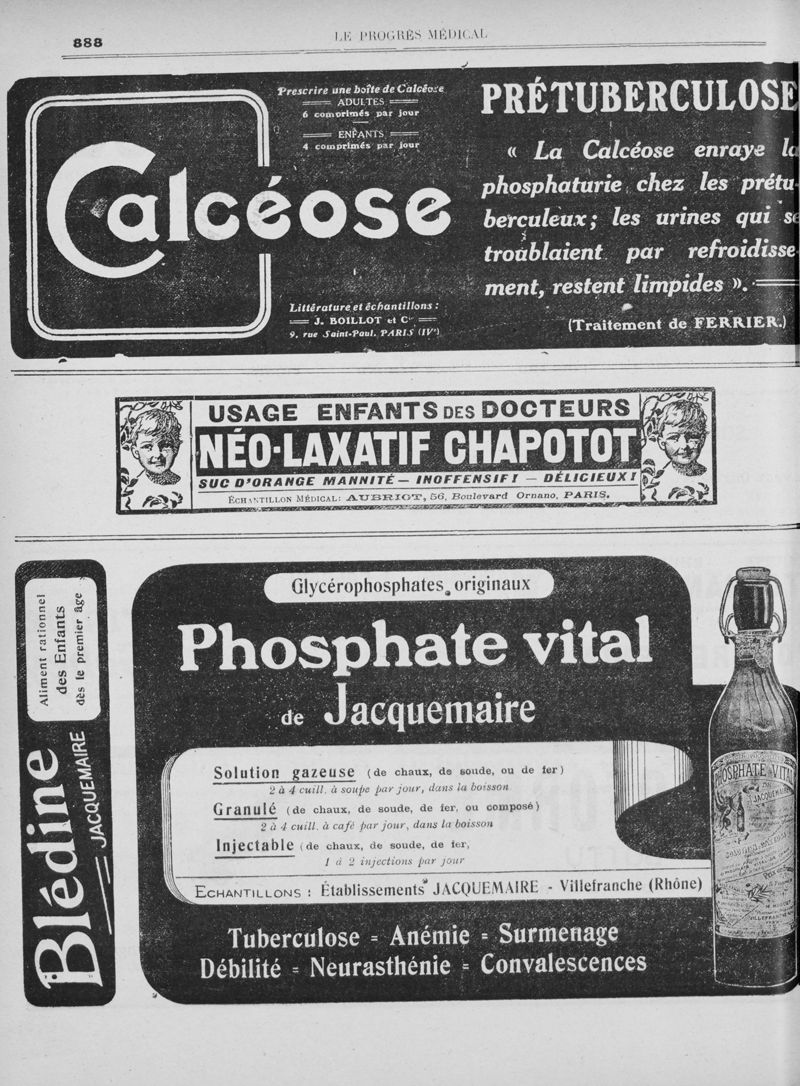 888
LE PROGRÈS MÉDICAL
Calcéose
Prescrire une boîte de Calcéose
ADULTES
6 comprimés par jour
ENFANTS
4 comprimés par jour
Littérature et échantillons :
J. BOILLOT et Cie
9, rue Saint-Paul, PARIS (IVe)
PRÉTUBERCULOSE
« La Calcéose enraye la
phosphaturie chez les prétu-
berculeux; les urines qui se
troublaient par refroidisse-
ment, restent limpides ».
(Traitement de FERRIER.)
USAGE ENFANTS DES DOCTEURS
NÉO-LAXATIF CHAPOTOT
SUC D'ORANGE MANNITÉ — INOFFENSIF! — DÉLICIEUX!
ÉCHANTILLON MÉDICAL: AUBRIOT, 56, Boulevard Ornano, PARIS.
Aliment rationnel
des Enfants
dès le premier âge
Blédine
JACQUEMAIRE
Glycérophosphates originaux
Phosphate vital
de Jacquemaire
Solution gazeuse (de chaux, de soude, ou de fer)
2 à 4 cuill. à soupe par jour, dans la boisson
Granulé (de chaux, de soude, de fer, ou composé)
2 à 4 cuill. à café par jour, dans la boisson
Injectable (de chaux, de soude, de fer,
1 à 2 injections par jour
ECHANTILLONS : Établissements JACQUEMAIRE - Villefranche (Rhône)
Tuberculose = Anémie = Surmenage
Débilité = Neurasthénie = Convalescences
PHOSPHATE VITAL
JACQUEMAIRE